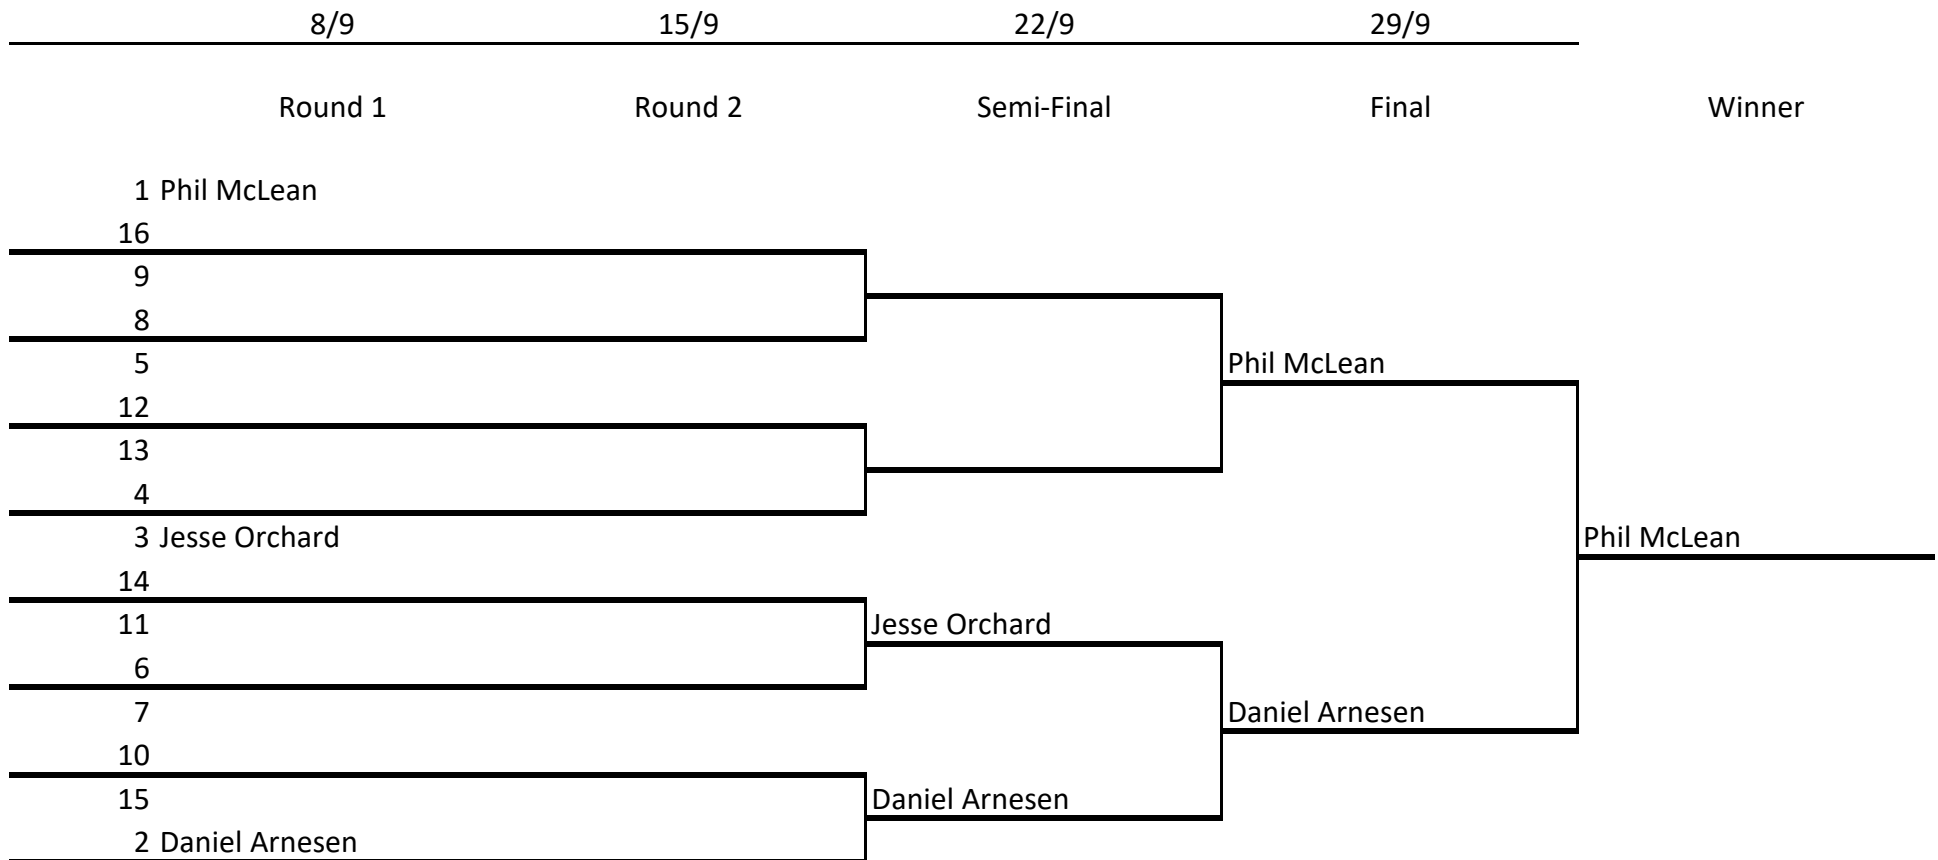 8/9 15/9 22/9 29/9
Round 1 Round 2 Semi-Final Final Winner
1 Phil McLean
16
9
8
5 Phil McLean
12
13
4
3 Jesse Orchard Phil McLean
14
11 Jesse Orchard
6
7 Daniel Arnesen
10
15 Daniel Arnesen
2 Daniel Arnesen